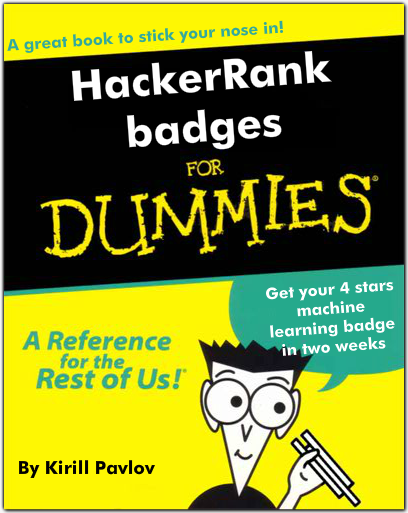 A great book to stick your nose in!
HackerRank
badges
FOR
DUMMIES®
Get your 4 stars
machine
learning badge
in two weeks
A Reference
for the
Rest of Us!®
By Kirill Pavlov